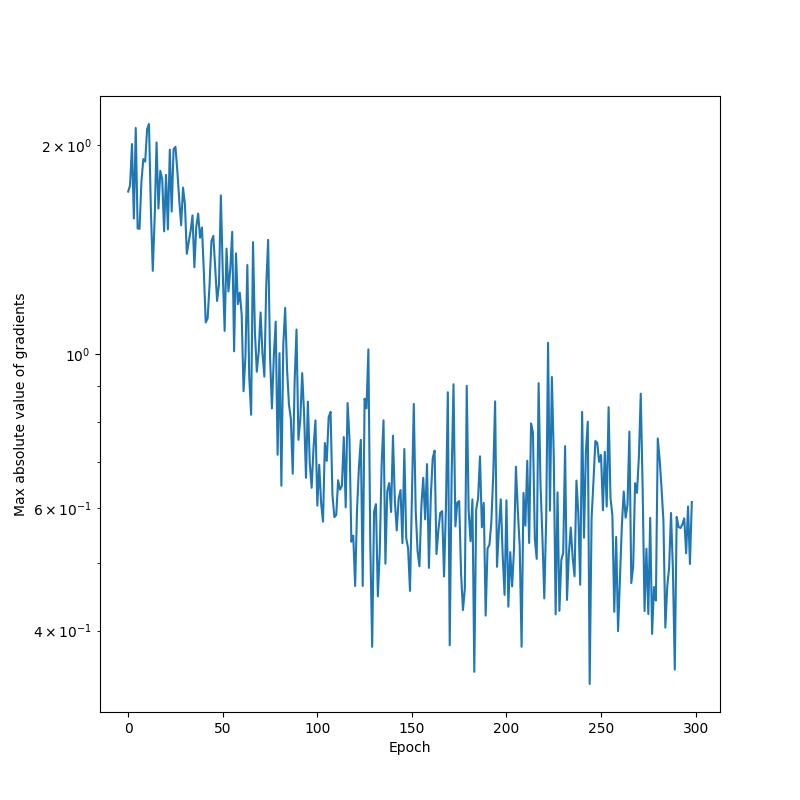 Max absolute value of gradients
2 × 10⁰
10⁰
6 × 10⁻¹
4 × 10⁻¹
0 50 100 150 200 250 300
Epoch